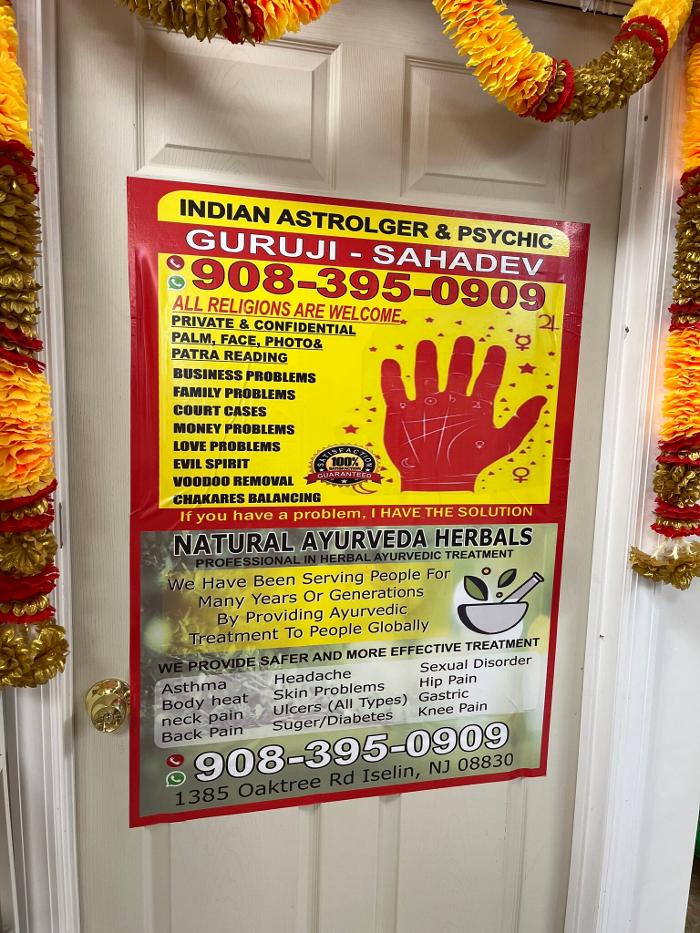 INDIAN ASTROLGER & PSYCHIC
GURUJI - SAHADEV
908-395-0909
ALL RELIGIONS ARE WELCOME.
PRIVATE & CONFIDENTIAL
PALM, FACE, PHOTO&
PATRA READING
BUSINESS PROBLEMS
FAMILY PROBLEMS
COURT CASES
MONEY PROBLEMS
LOVE PROBLEMS
EVIL SPIRIT
VOODOO REMOVAL
CHAKARES BALANCING
SATISFACTION
100%
GUARANTEED
If you have a problem, I HAVE THE SOLUTION
NATURAL AYURVEDA HERBALS
PROFESSIONAL IN HERBAL AYURVEDIC TREATMENT
We Have Been Serving People For
Many Years Or Generations
By Providing Ayurvedic
Treatment To People Globally
WE PROVIDE SAFER AND MORE EFFECTIVE TREATMENT
Asthma
Body heat
neck pain
Back Pain
Headache
Skin Problems
Ulcers (All Types)
Suger/Diabetes
Sexual Disorder
Hip Pain
Gastric
Knee Pain
908-395-0909
1385 Oaktree Rd Iselin, NJ 08830